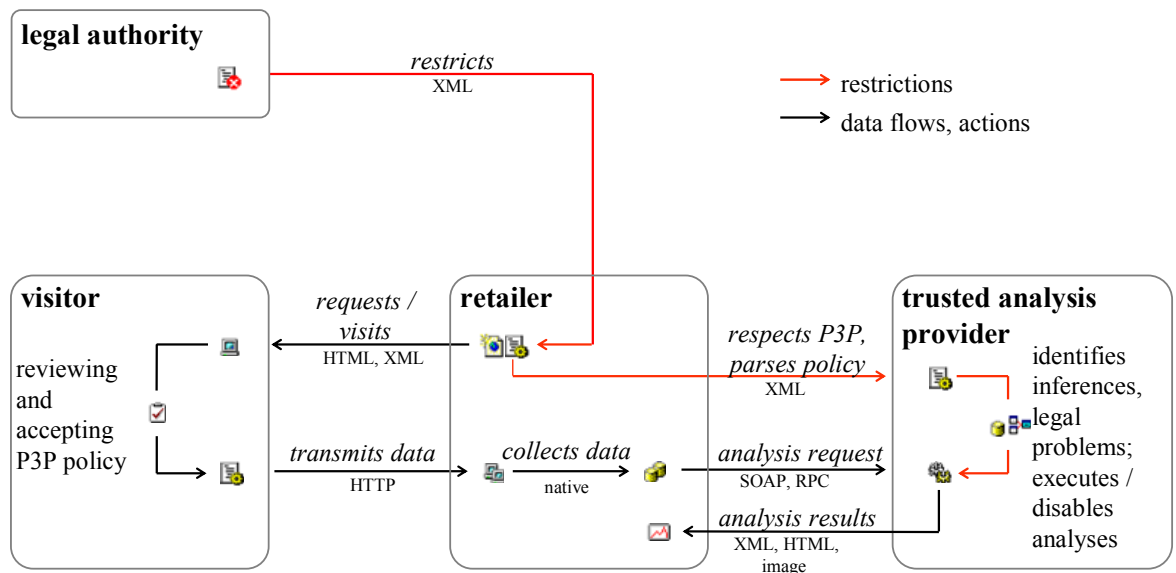 legal authority
restricts
XML
restrictions
data flows, actions
visitor
reviewing
and
accepting
P3P policy
requests /
visits
HTML, XML
transmits data
HTTP
retailer
collects data
native
respects P3P,
parses policy
XML
analysis request
SOAP, RPC
analysis results
XML, HTML,
image
trusted analysis
provider
identifies
inferences,
legal
problems;
executes /
disables
analyses